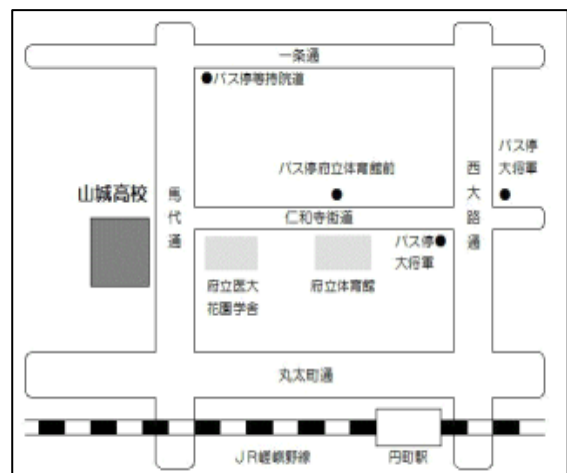 一条通
バス停等持院道
バス停
大将軍
バス停府立体育館前
西大路通
山城高校
馬代通
仁和寺街道
バス停
大将軍
府立医大
花園学舎
府立体育館
丸太町通
JR嵯峨野線
円町駅